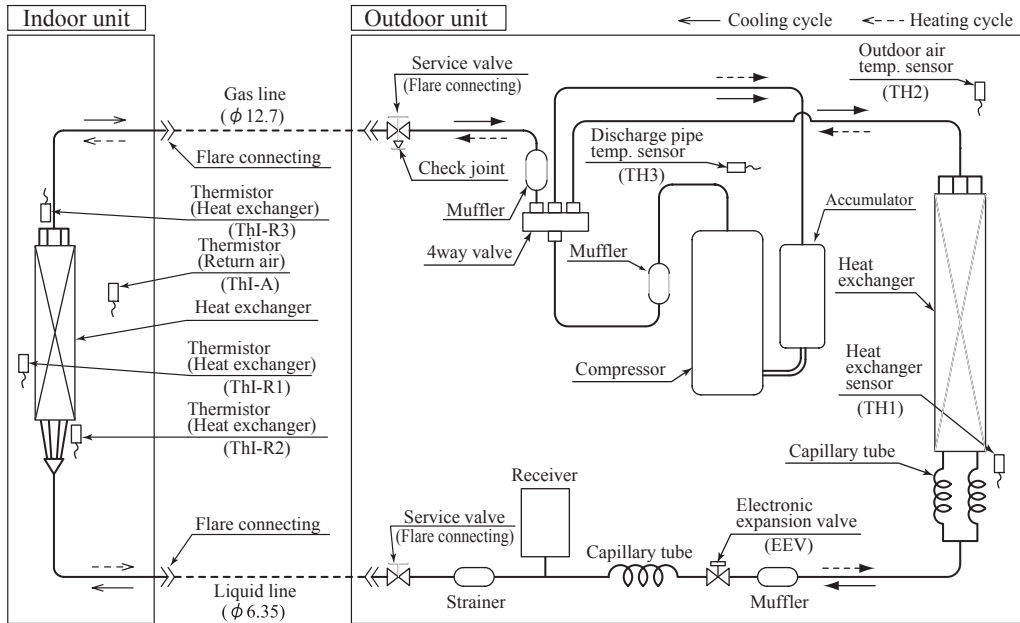 Indoor unit
Outdoor unit
Cooling cycle
Heating cycle
Gas line
(ϕ 12.7)
Flare connecting
Service valve
(Flare connecting)
Check joint
Muffler
4way valve
Discharge pipe
temp. sensor
(TH3)
Outdoor air
temp. sensor
(TH2)
Thermistor
(Heat exchanger)
(ThI-R3)
Thermistor
(Return air)
(ThI-A)
Heat exchanger
Thermistor
(Heat exchanger)
(ThI-R1)
Thermistor
(Heat exchanger)
(ThI-R2)
Muffler
Compressor
Accumulator
Heat
exchanger
Heat
exchanger
sensor
(TH1)
Capillary tube
Flare connecting
Liquid line
(ϕ 6.35)
Service valve
(Flare connecting)
Strainer
Receiver
Capillary tube
Electronic
expansion valve
(EEV)
Muffler